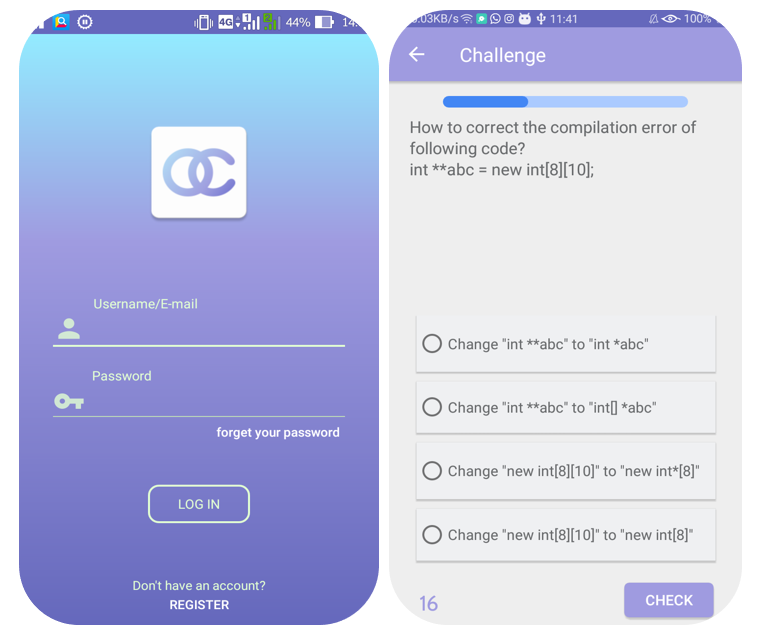 4G 1 2 44% 14:
Username/E-mail
Password
forget your password
LOG IN
Don't have an account?
REGISTER
.03KB/s 11:41 100%
Challenge
How to correct the compilation error of
following code?
int **abc = new int[8][10];
Change "int **abc" to "int *abc"
Change "int **abc" to "int[] *abc"
Change "new int[8][10]" to "new int*[8]"
Change "new int[8][10]" to "new int[8]"
16
CHECK